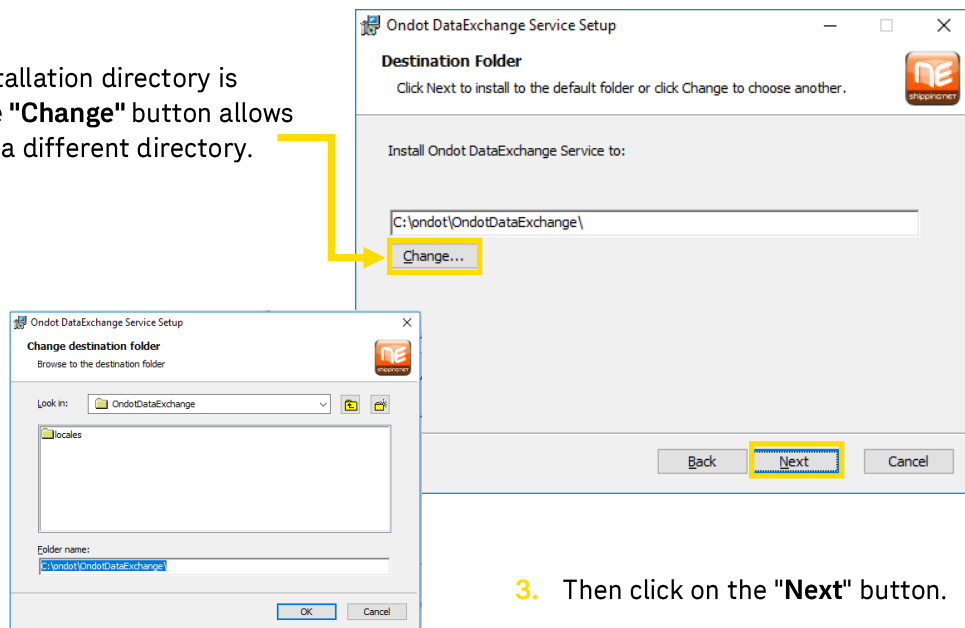 tallation directory is
"Change" button allows
a different directory.
Ondot DataExchange Service Setup
Destination Folder
Click Next to install to the default folder or click Change to choose another.
shippingnet
Install Ondot DataExchange Service to:
C:\ondot\OndotDataExchange\
Change...
Back Next Cancel
Ondot DataExchange Service Setup
Change destination folder
Browse to the destination folder
shippingnet
Look in: OndotDataExchange
locales
Folder name:
C:\ondot\OndotDataExchange\
OK Cancel
3. Then click on the "Next" button.